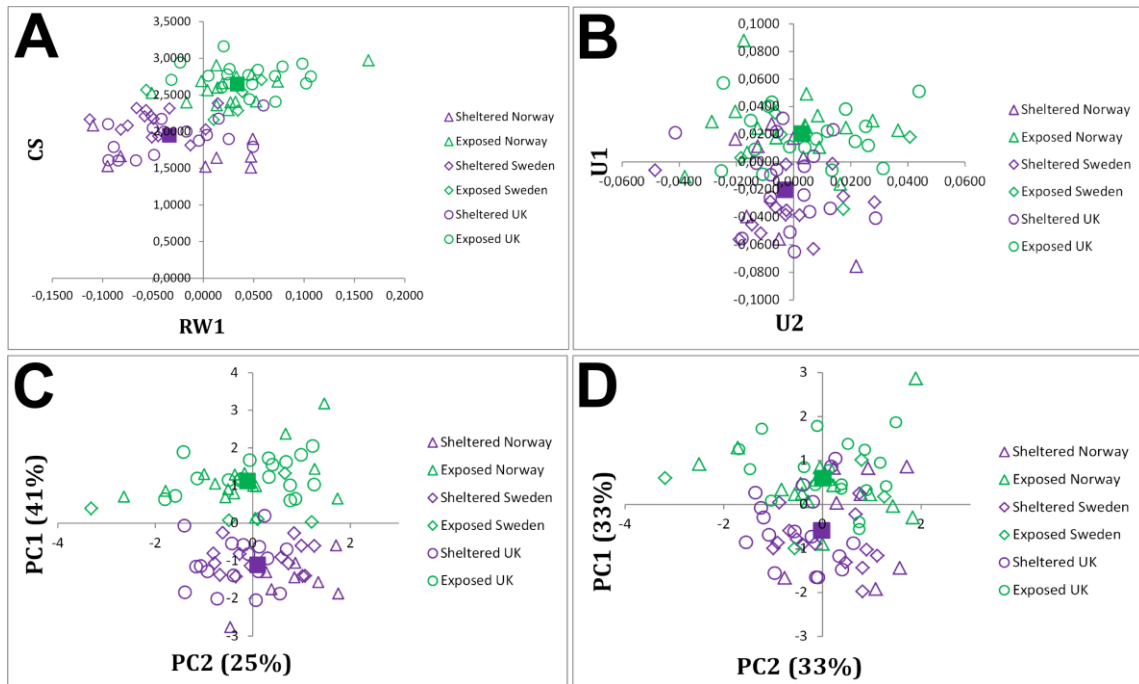 A
3,5000
3,0000
2,5000
2,0000
1,5000
1,0000
0,5000
0,0000
-0,1500 -0,1000 -0,0500 0,0000 0,0500 0,1000 0,1500 0,2000
CS
RW1
Sheltered Norway
Exposed Norway
Sheltered Sweden
Exposed Sweden
Sheltered UK
Exposed UK
B
0,1000
0,0800
0,0600
0,0400
0,0200
0,0000
-0,0600 -0,0400 -0,0200 0,0000 0,0200 0,0400 0,0600
-0,0200
-0,0400
-0,0600
-0,0800
-0,1000
U1
U2
Sheltered Norway
Exposed Norway
Sheltered Sweden
Exposed Sweden
Sheltered UK
Exposed UK
C
4
3
2
1
0
-4 -2 0 2
-1
-2
-3
PC1 (41%)
PC2 (25%)
Sheltered Norway
Exposed Norway
Sheltered Sweden
Exposed Sweden
Sheltered UK
Exposed UK
D
3
2
1
0
-4 -2 0 2
-1
-2
-3
PC1 (33%)
PC2 (33%)
Sheltered Norway
Exposed Norway
Sheltered Sweden
Exposed Sweden
Sheltered UK
Exposed UK